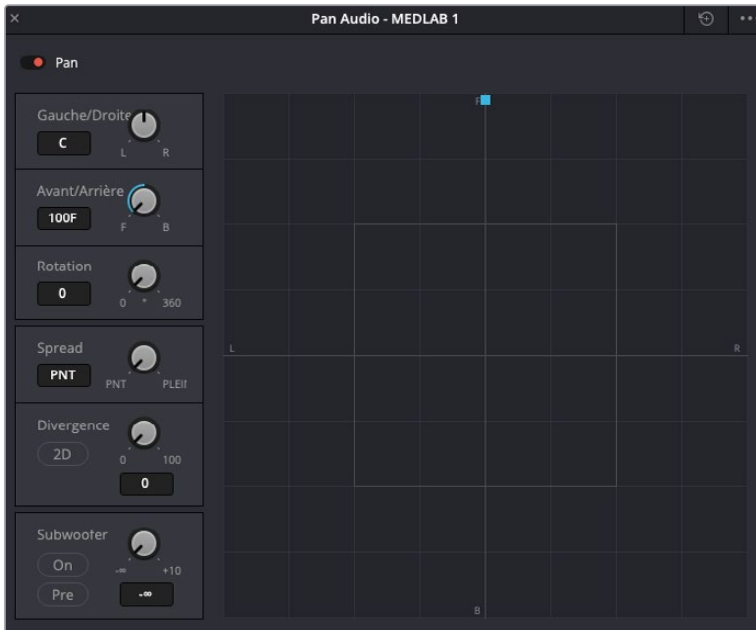 Pan Audio - MEDLAB 1
Pan
Gauche/Droite
C
L R
Avant/Arrière
100F
F B
Rotation
0
0 ° 360
Spread
PNT
PNT PLEIN
Divergence
2D
0 100
0
Subwoofer
On
-∞ +10
Pre
-∞
F
L
R
B